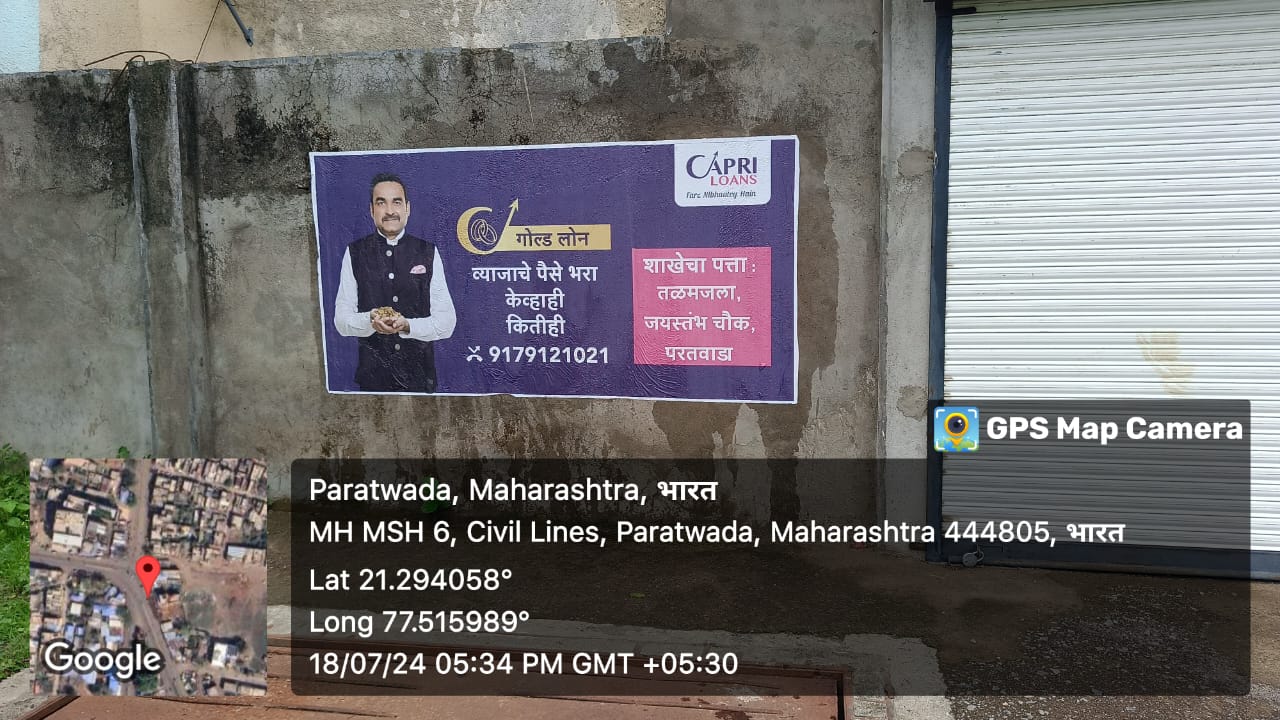 CAPRI
LOANS
Farz Nibhaatey Hain
गोल्ड लोन
व्याजाचे पैसे भरा
केव्हाही
कितीही
9179121021
शाखेचा पत्ता :
तळमजला,
जयस्तंभ चौक,
परतवाडा
GPS Map Camera
Paratwada, Maharashtra, भारत
MH MSH 6, Civil Lines, Paratwada, Maharashtra 444805, भारत
Lat 21.294058°
Long 77.515989°
18/07/24 05:34 PM GMT +05:30
Google